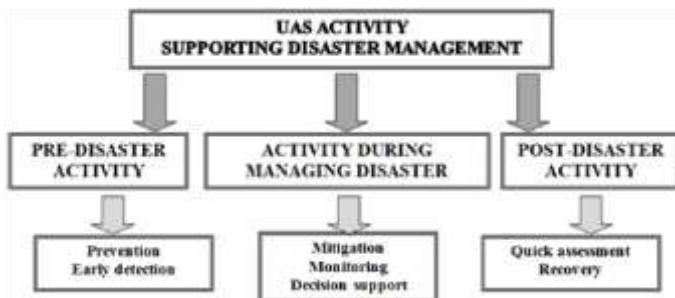 UAS ACTIVITY
SUPPORTING DISASTER MANAGEMENT
PRE-DISASTER
ACTIVITY
ACTIVITY DURING
MANAGING DISASTER
POST-DISASTER
ACTIVITY
Prevention
Early detection
Mitigation
Monitoring
Decision support
Quick assessment
Recovery